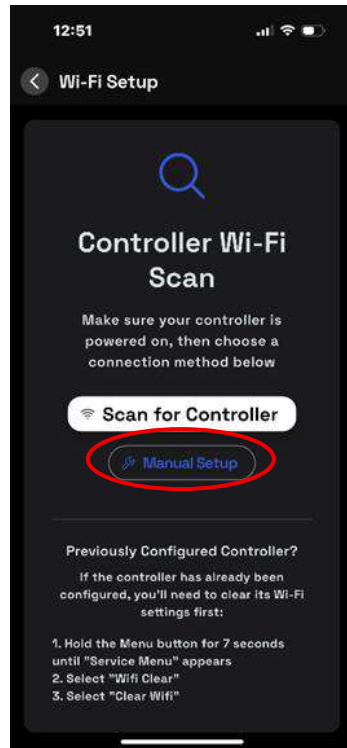 12:51
Wi-Fi Setup
Controller Wi-Fi
Scan
Make sure your controller is
powered on, then choose a
connection method below
Scan for Controller
Manual Setup
Previously Configured Controller?
If the controller has already been
configured, you'll need to clear its Wi-Fi
settings first:
1. Hold the Menu button for 7 seconds
until "Service Menu" appears
2. Select "Wifi Clear"
3. Select "Clear Wifi"